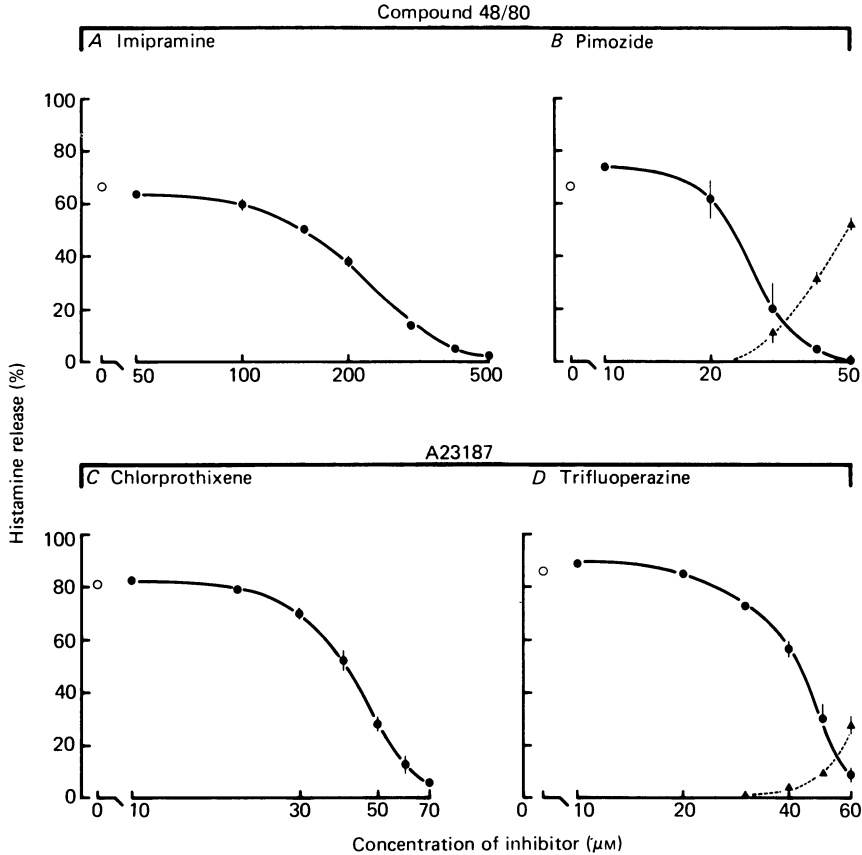 Compound 48/80
A Imipramine
B Pimozide
100
80
60
40
20
0
0 50 100 200 500
0 10 20 50
Histamine release (%)
A23187
C Chlorprothixene
D Trifluoperazine
100
80
60
40
20
0
0 10 30 50 70
0 10 20 40 60
Concentration of inhibitor (μM)